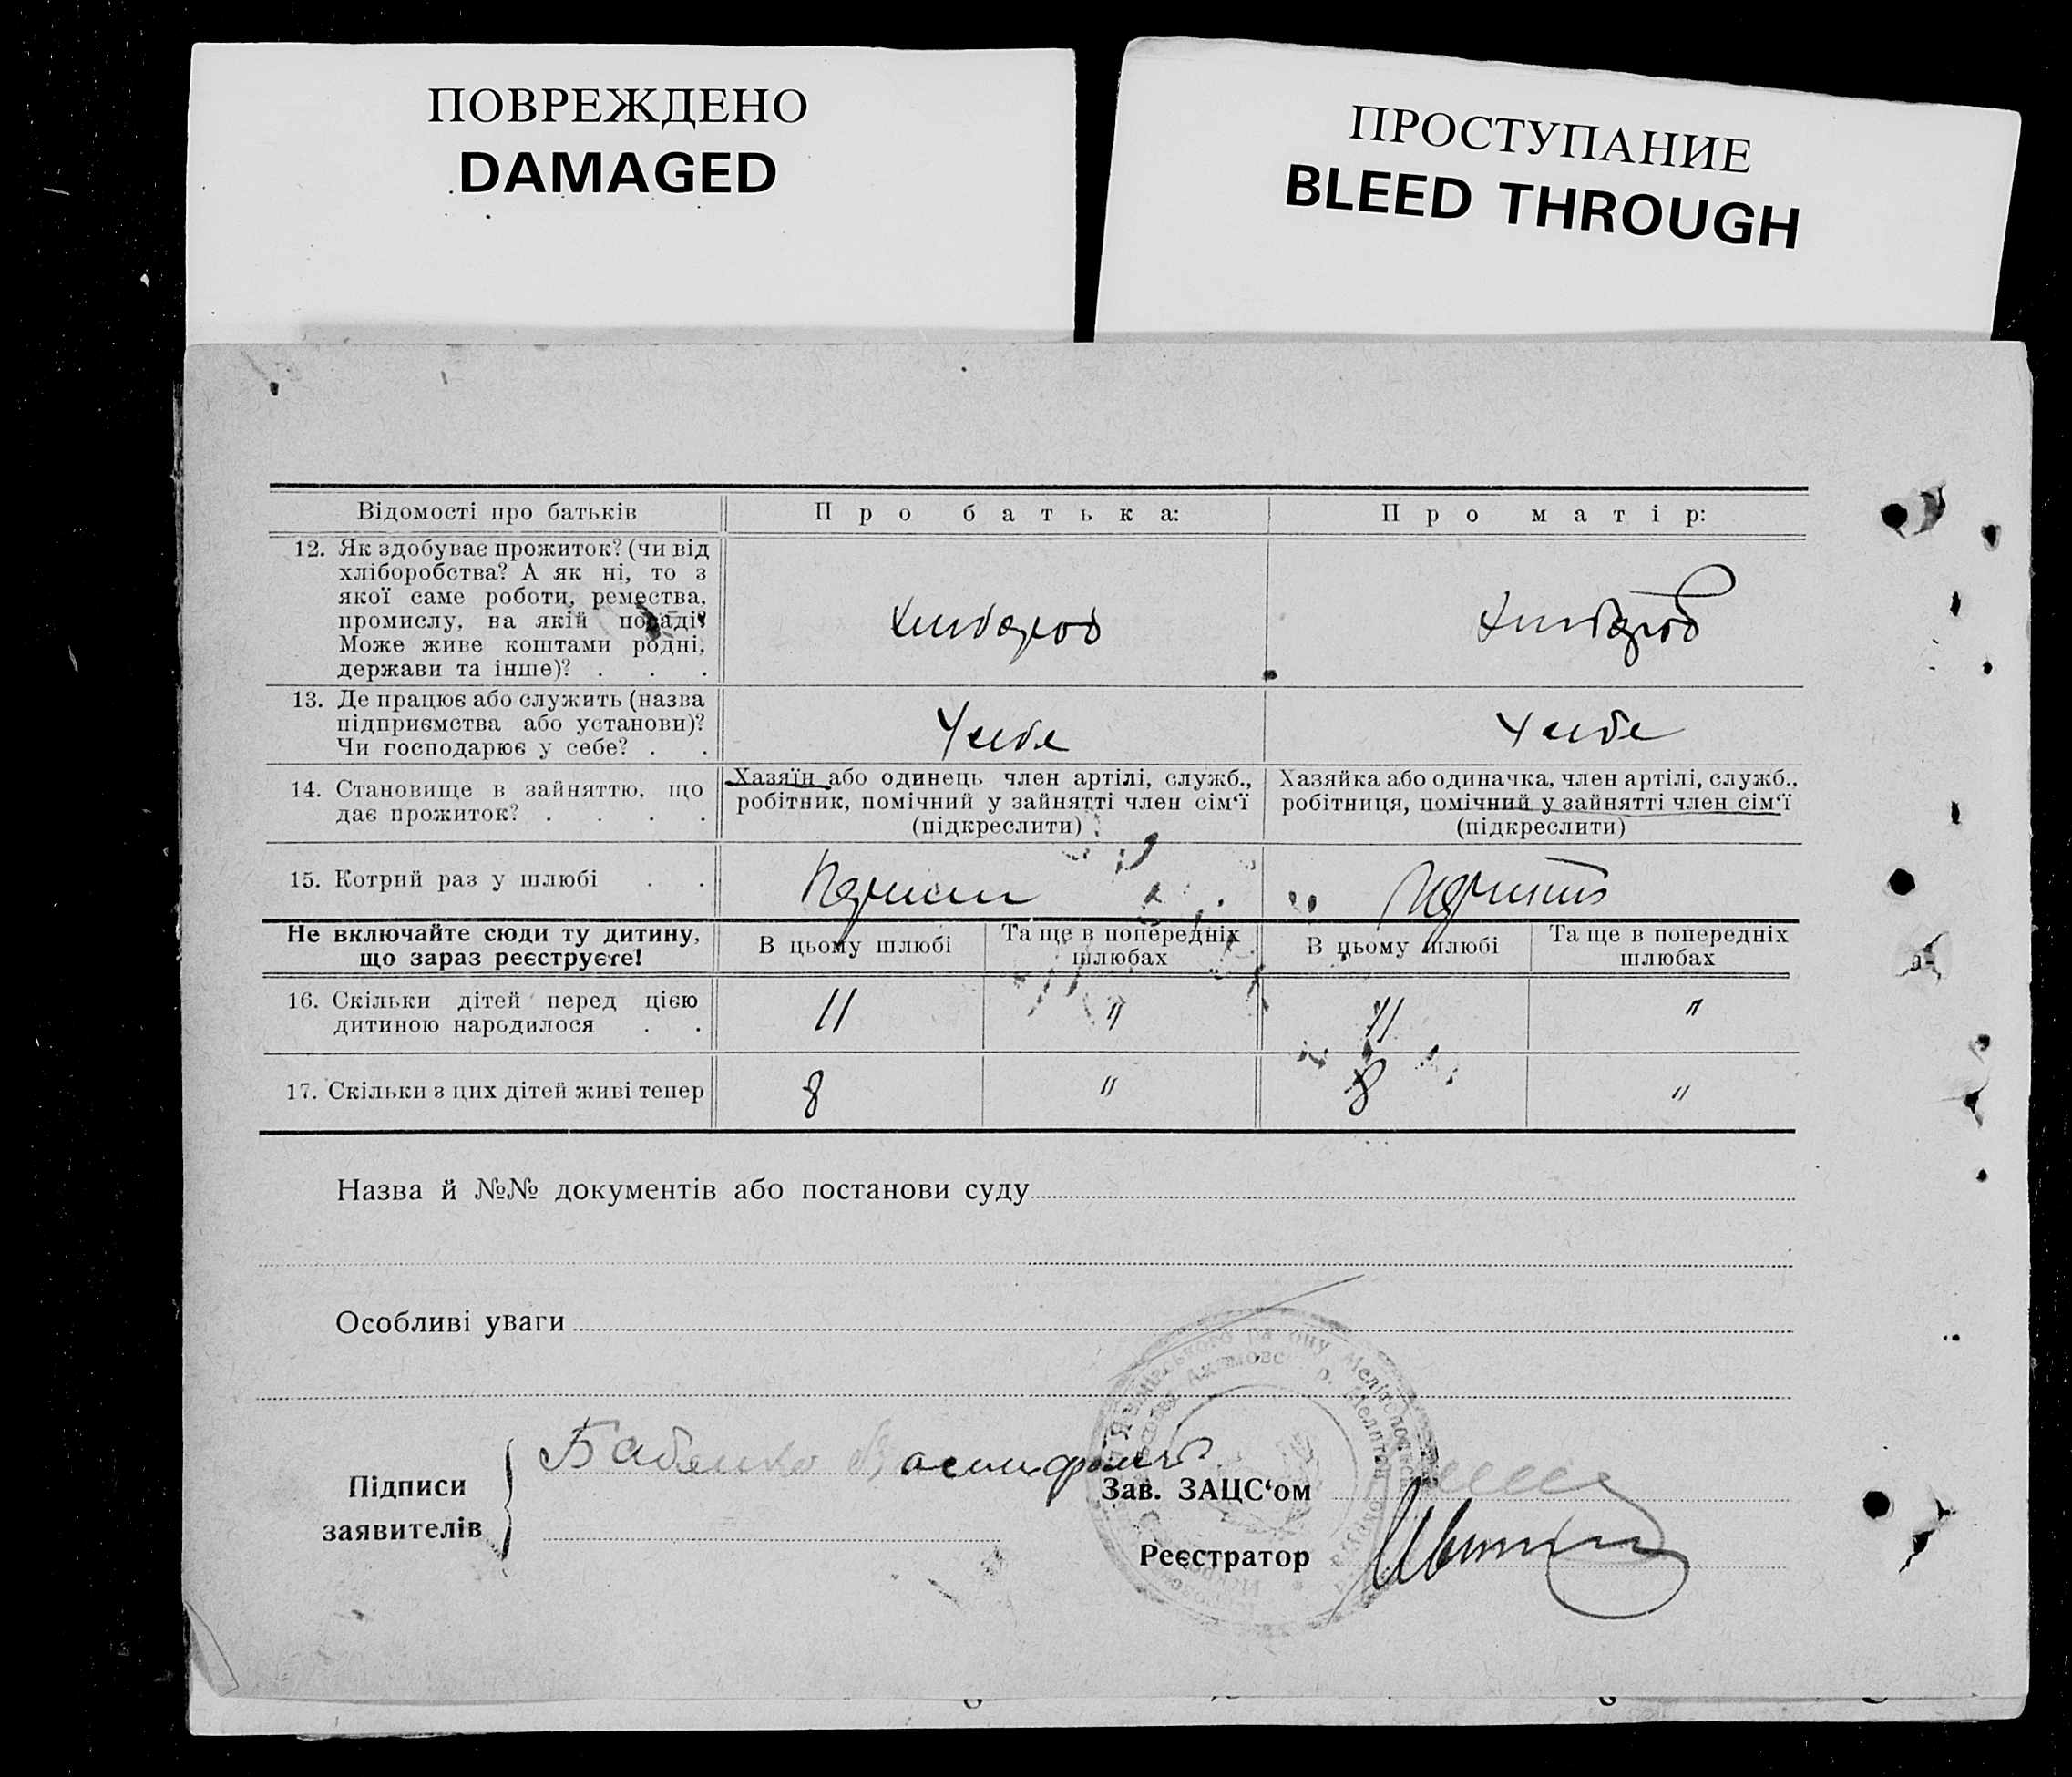 ПОВРЕЖДЕНО
DAMAGED
ПРОСТУПАНИЕ
BLEED THROUGH
Відомості про батьків
Про батька:
Про матір:
12. Як здобуває прожиток? (чи від
хліборобства? А як ні, то з
якої саме роботи, ремества,
промислу, на якій посаді?
Може живе коштами родні,
держави та інше)? . . .
хлібороб
хлібороб
13. Де працює або служить (назва
підприємства або установи)?
Чи господарює у себе? . .
У себе
У себе
14. Становище в зайняттю, що
дає прожиток? . . . .
Хазяїн або одинець член артілі, служб.,
робітник, помічний у зайнятті член сім'ї
(підкреслити)
Хазяйка або одиначка, член артілі, служб.,
робітниця, помічний у зайнятті член сім'ї
(підкреслити)
15. Котрий раз у шлюбі . .
Не включайте сюди ту дитину,
що зараз реєструєте!
В цьому шлюбі
Та ще в попередніх
шлюбах
В цьому шлюбі
Та ще в попередніх
шлюбах
16. Скільки дітей перед цією
дитиною народилося . .
11
"
11
"
17. Скільки з цих дітей живі тепер
8
"
8
"
Назва й №№ документів або постанови суду
Особливі уваги
Підписи
заявителів
Бабенко
Зав. ЗАЦС'ом
Реєстратор